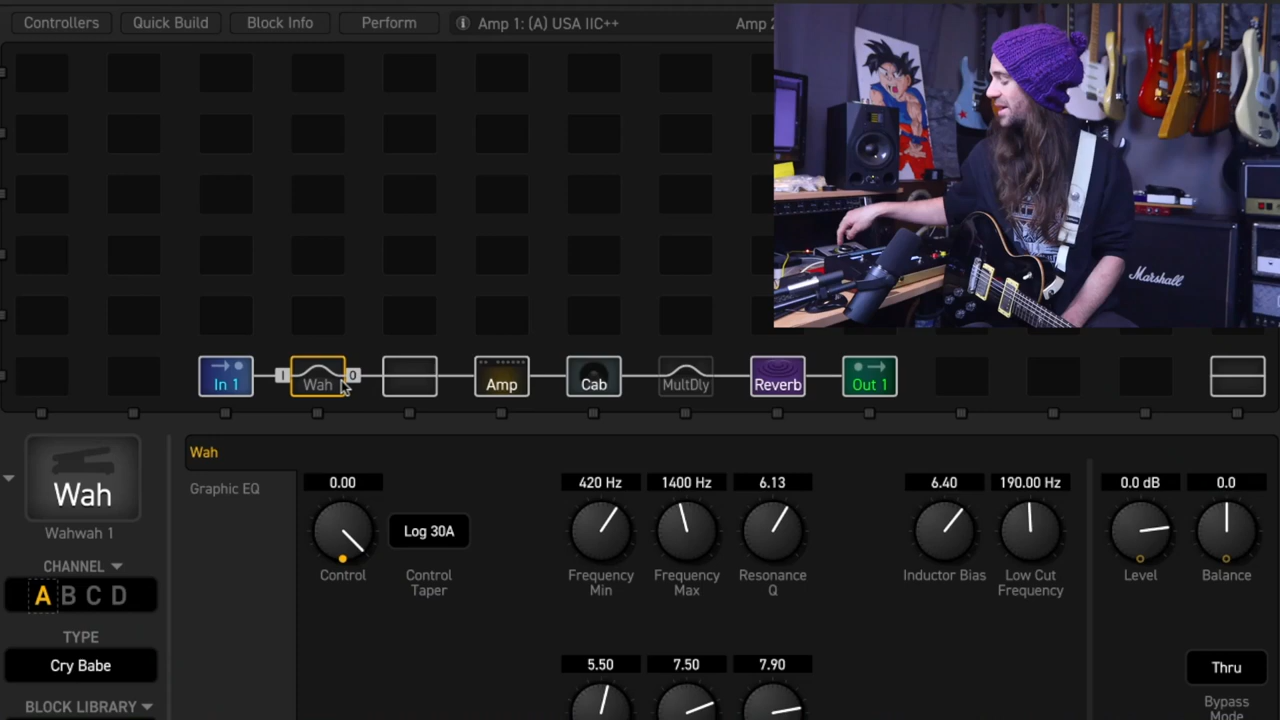 Controllers Quick Build Block Info Perform Amp 1: (A) USA IIC++ Amp 2
Marshall
I O
In 1 Wah Amp Cab MultDly Reverb Out 1
Wah
Wahwah 1
CHANNEL
A B C D
TYPE
Cry Babe
BLOCK LIBRARY
Wah
Graphic EQ
0.00 420 Hz 1400 Hz 6.13 6.40 190.00 Hz 0.0 dB 0.0
Log 30A
Control Control Frequency Frequency Resonance Inductor Bias Low Cut Level Balance
Taper Min Max Q Frequency
5.50 7.50 7.90
Thru
Bypass
Mode